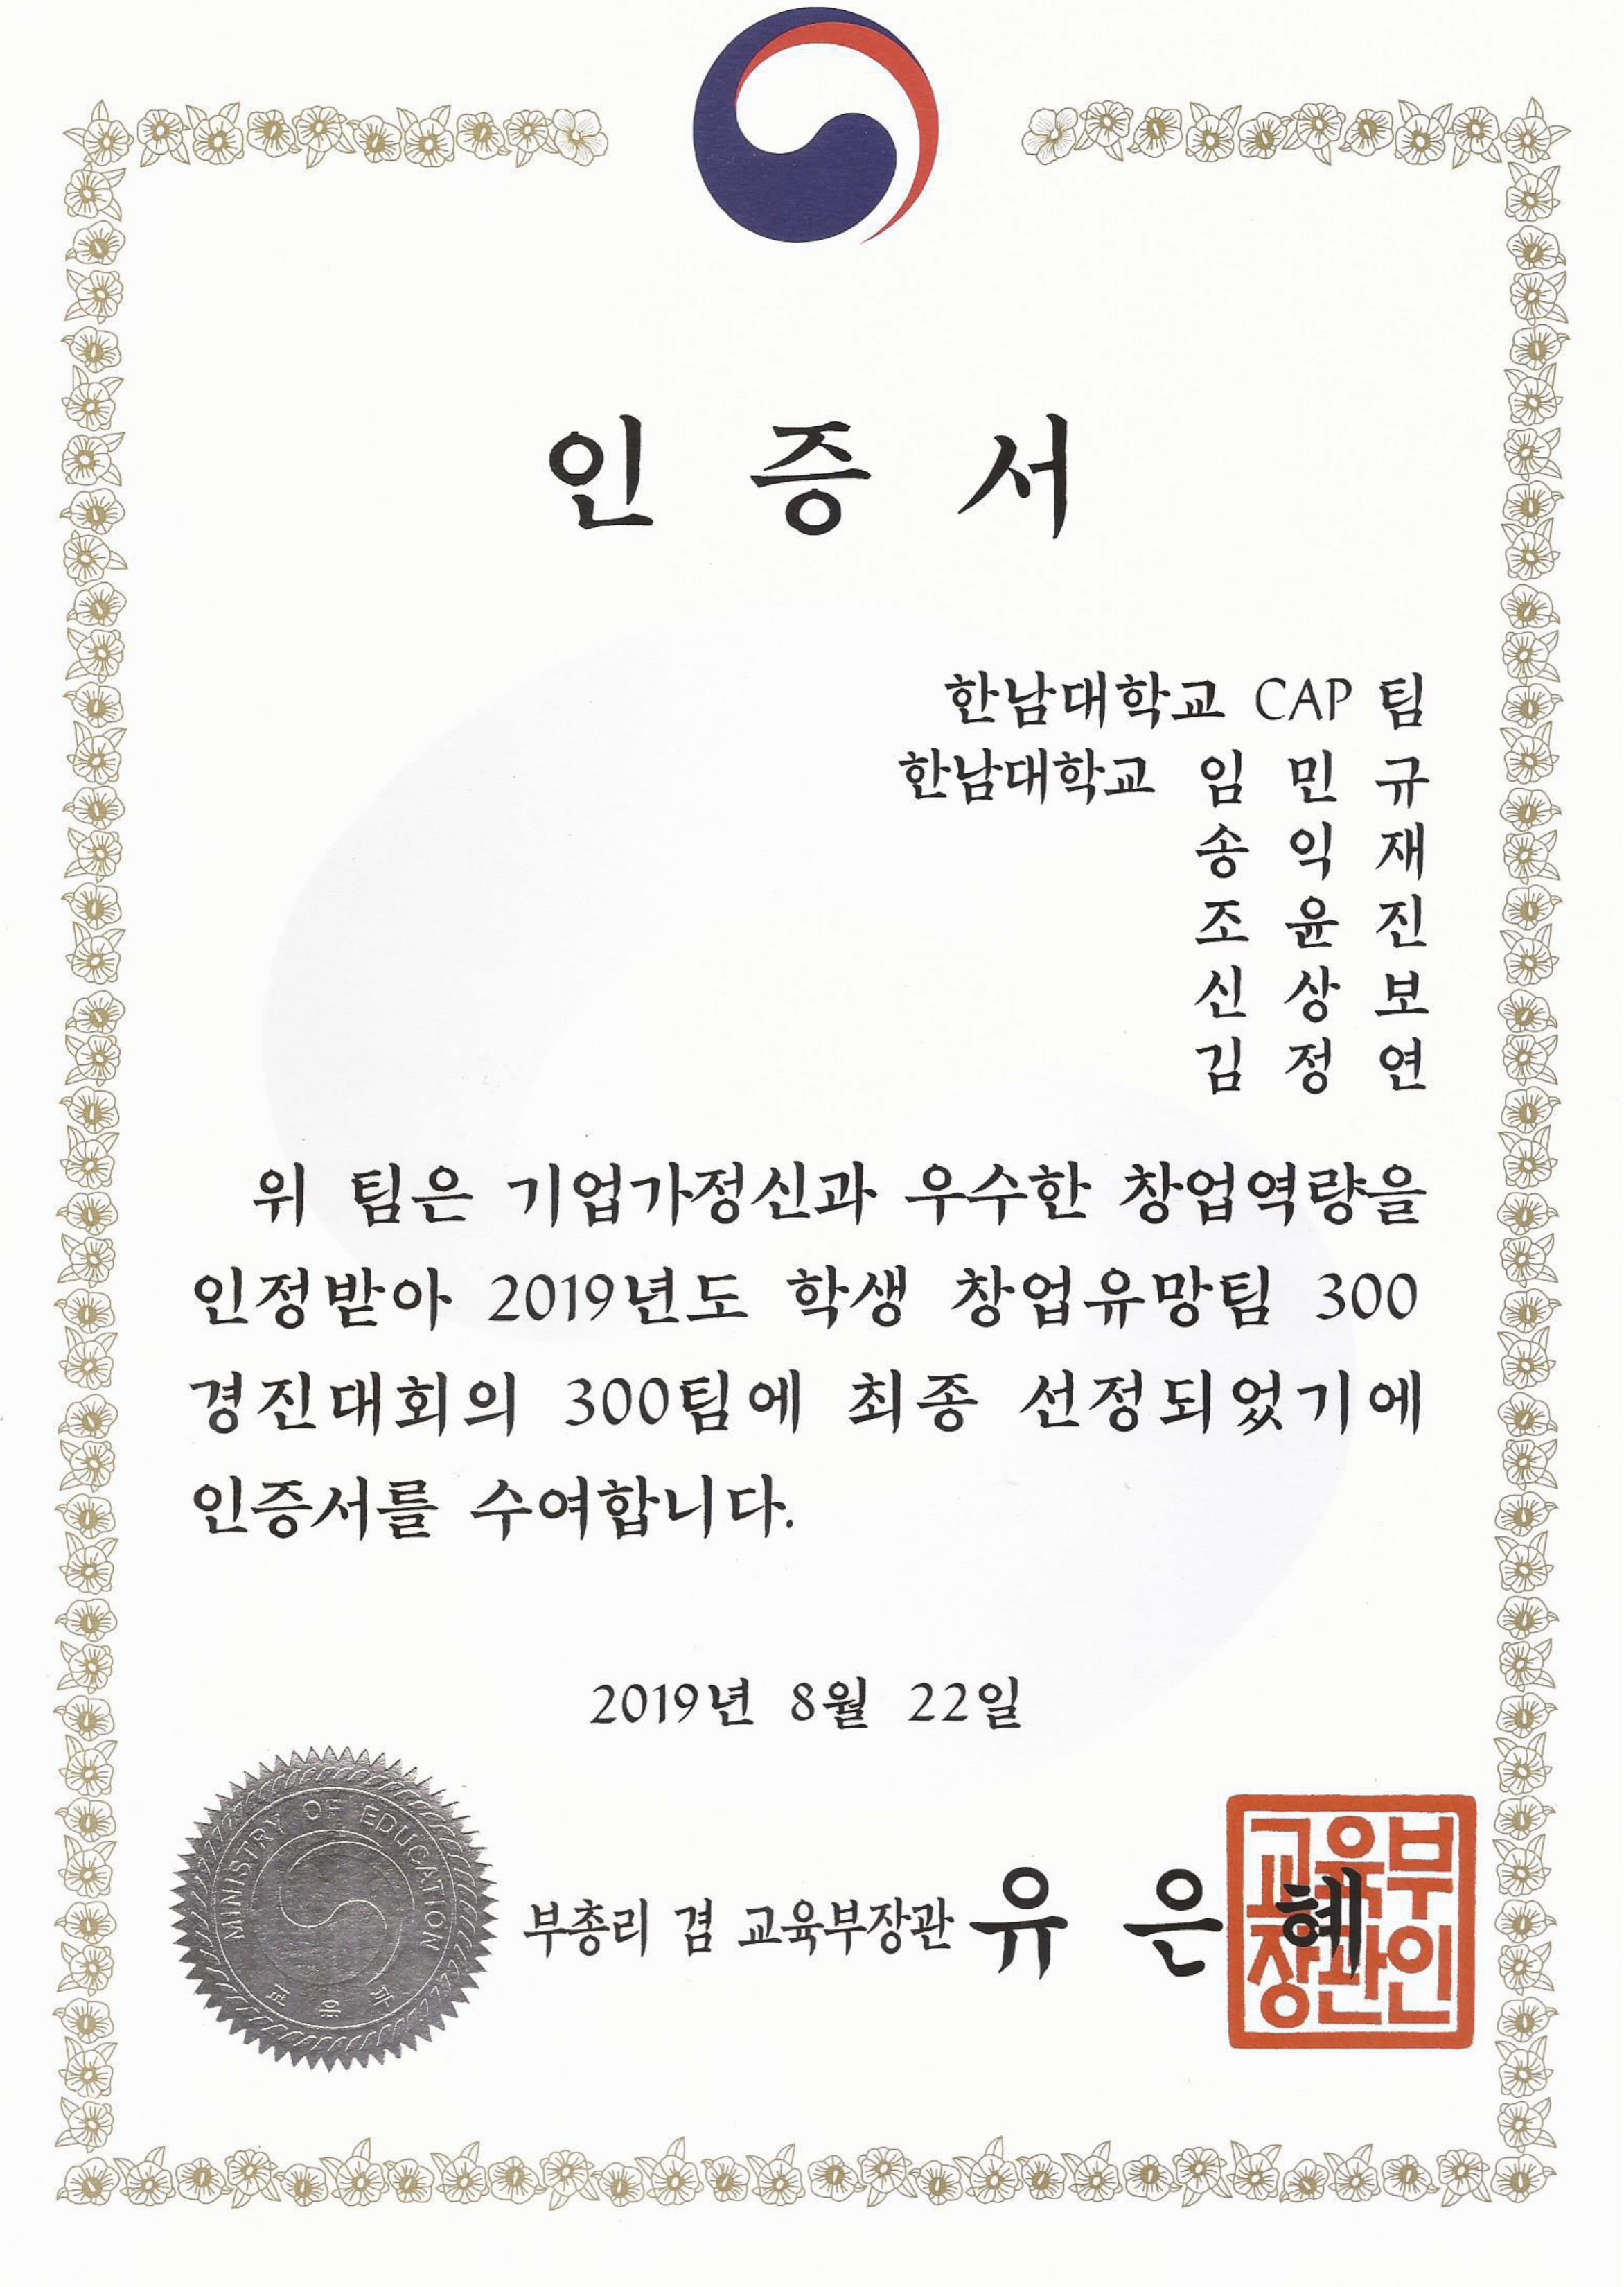 인 증 서
한남대학교 CAP 팀
한남대학교 임 민 규
송 익 재
조 윤 진
신 상 보
김 정 연
위 팀은 기업가정신과 우수한 창업역량을
인정받아 2019년도 학생 창업유망팀 300
경진대회의 300팀에 최종 선정되었기에
인증서를 수여합니다.
2019년 8월 22일
MINISTRY OF EDUCATION
교 육 부
부총리 겸 교육부장관 유 은 혜
교육부
장관인